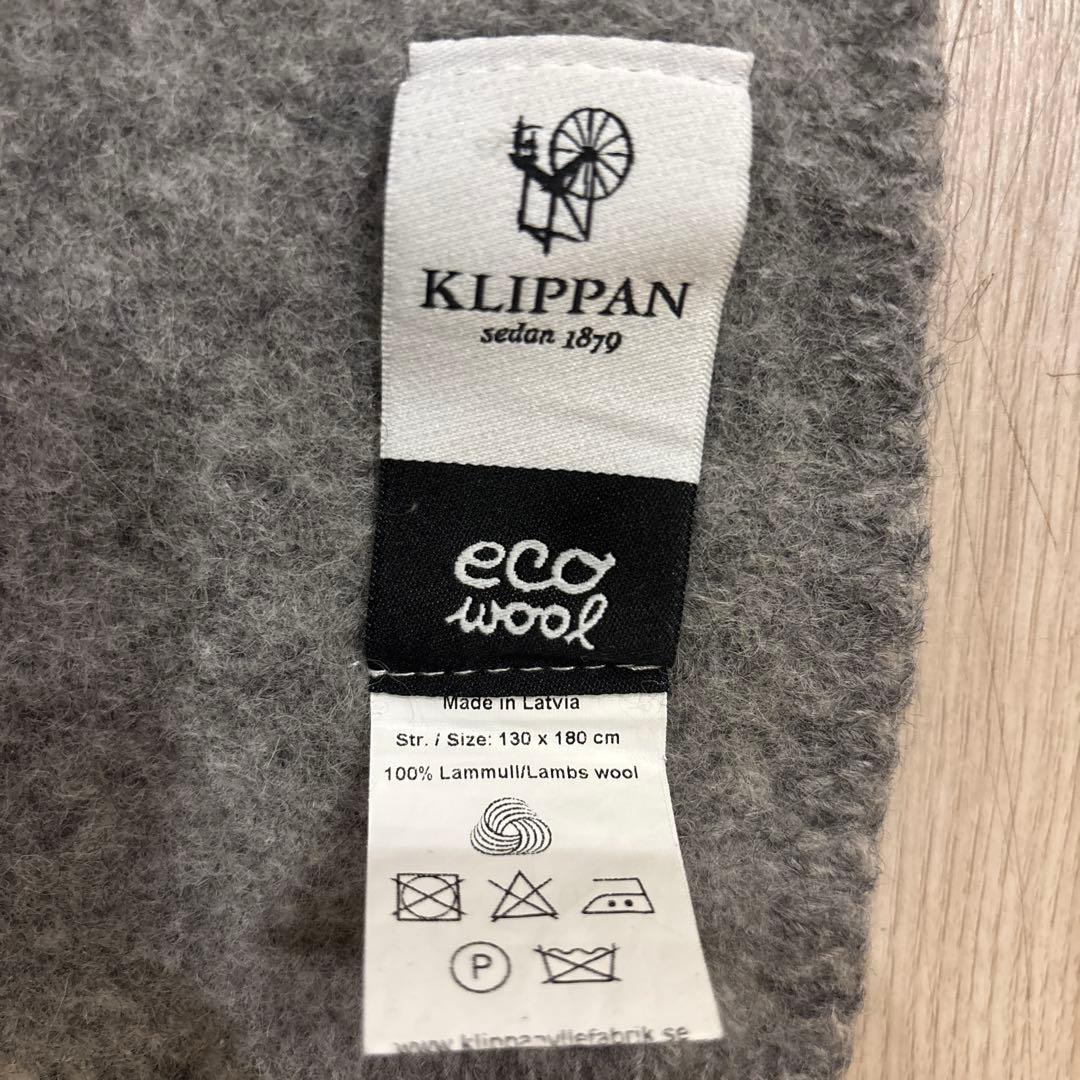 KLIPPAN
sedan 1879
eco
wool
Made in Latvia
Str. / Size: 130 x 180 cm
100% Lammull/Lambs wool
P
www.klippanyllefabrik.se